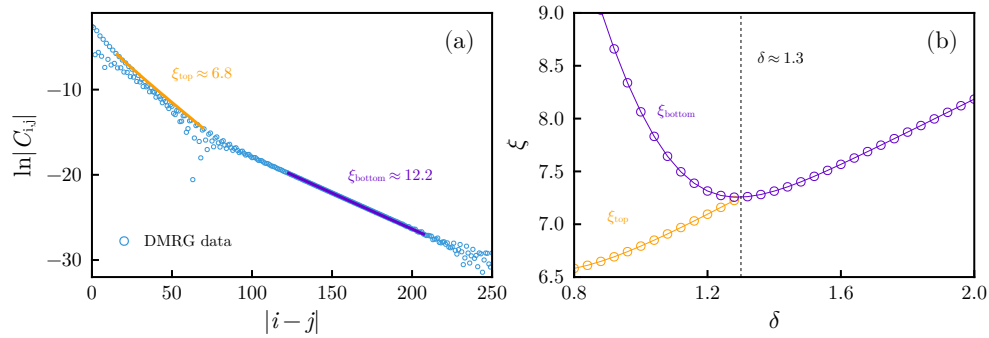 (a)
ξtop ≈ 6.8
ξbottom ≈ 12.2
DMRG data
ln|Ci,j|
−10
−20
−30
0 50 100 150 200 250
|i − j|
(b)
δ ≈ 1.3
ξbottom
ξtop
ξ
9.0
8.5
8.0
7.5
7.0
6.5
0.8 1.2 1.6 2.0
δ